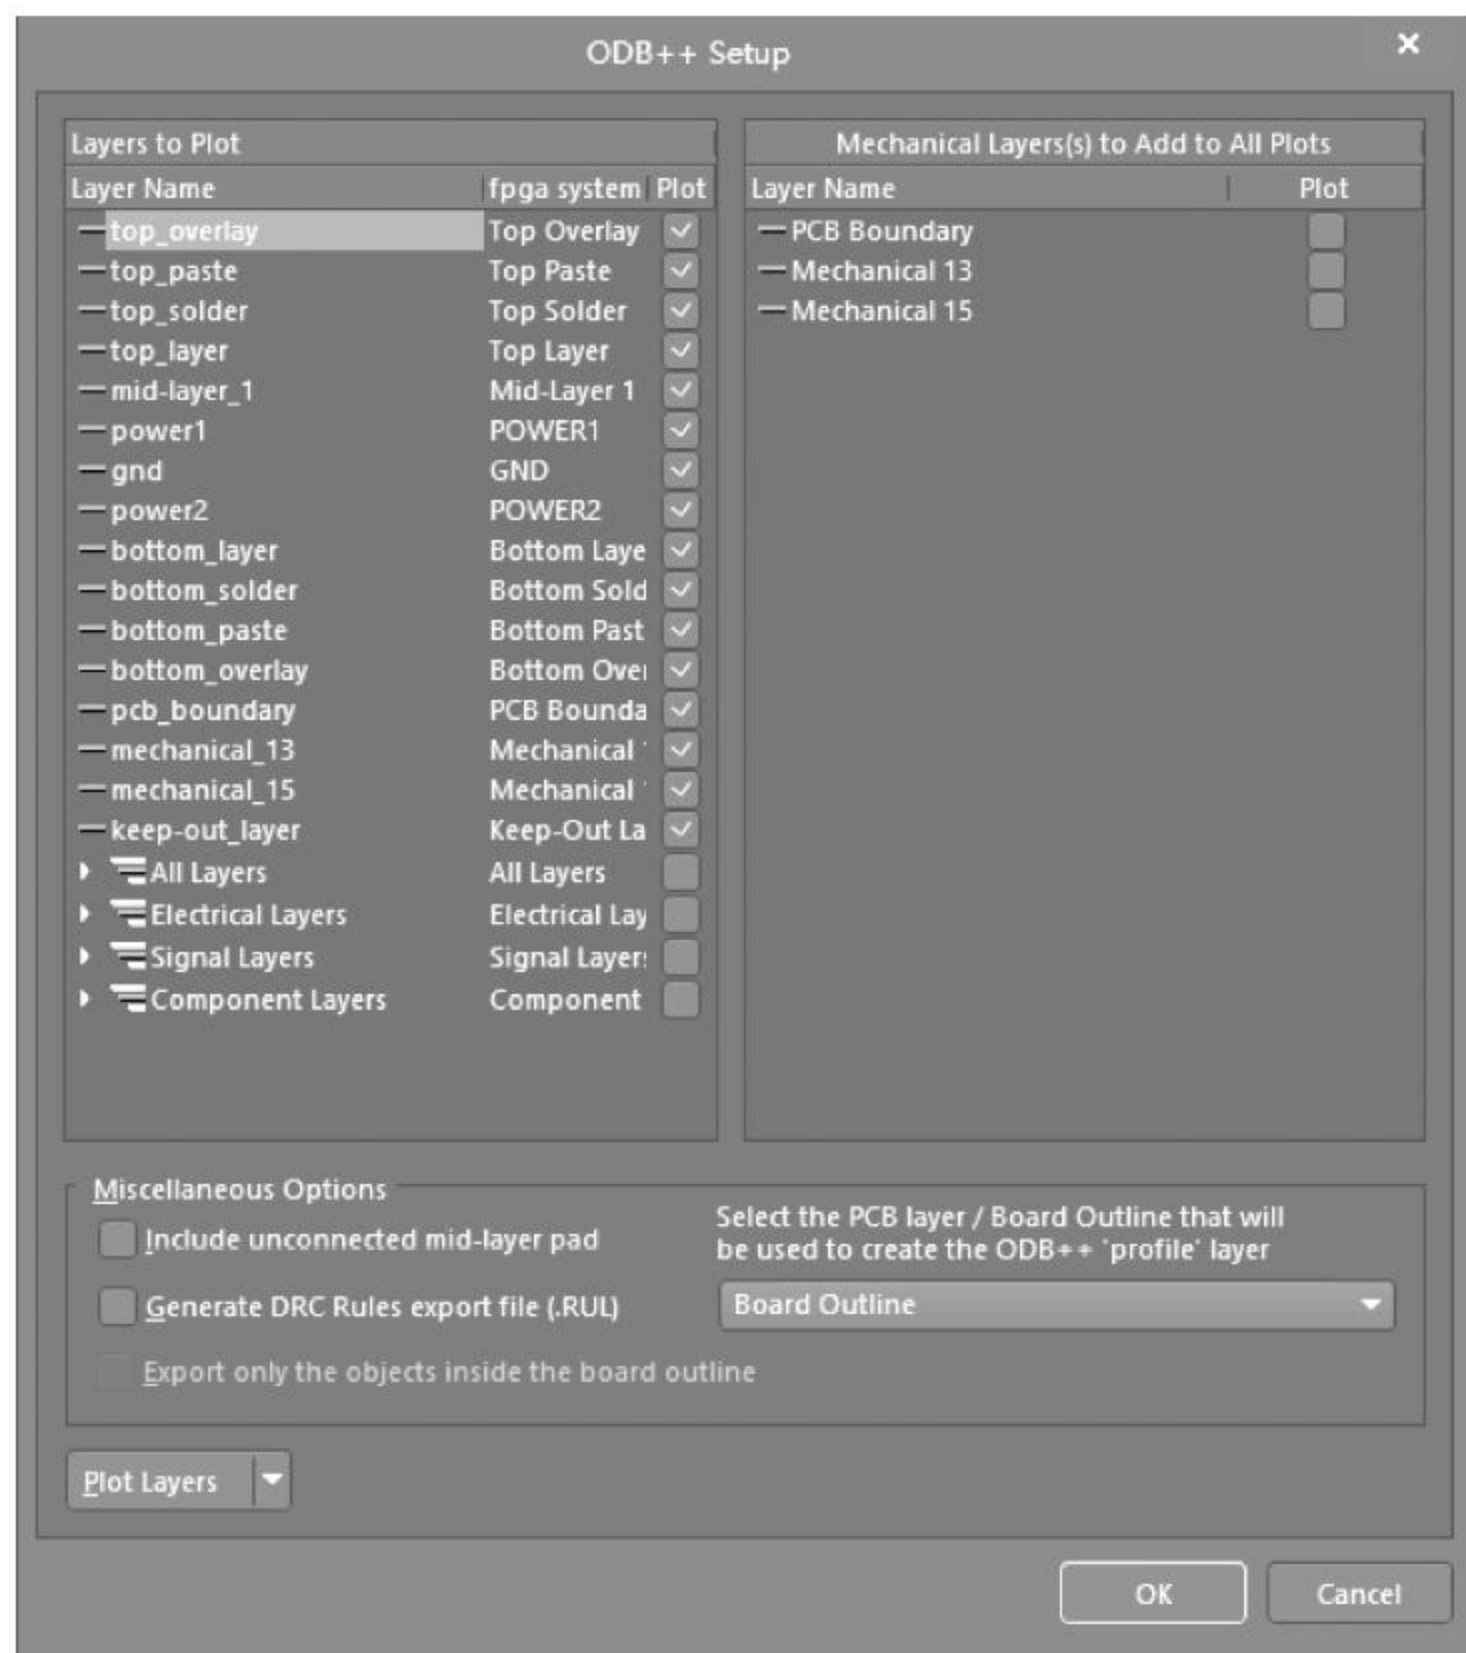 ODB++ Setup
Layers to Plot
Layer Name fpga system Plot
top_overlay Top Overlay
top_paste Top Paste
top_solder Top Solder
top_layer Top Layer
mid-layer_1 Mid-Layer 1
power1 POWER1
gnd GND
power2 POWER2
bottom_layer Bottom Laye
bottom_solder Bottom Sold
bottom_paste Bottom Past
bottom_overlay Bottom Over
pcb_boundary PCB Bounda
mechanical_13 Mechanical
mechanical_15 Mechanical
keep-out_layer Keep-Out La
All Layers All Layers
Electrical Layers Electrical Lay
Signal Layers Signal Layers
Component Layers Component
Mechanical Layers(s) to Add to All Plots
Layer Name Plot
PCB Boundary
Mechanical 13
Mechanical 15
Miscellaneous Options
Include unconnected mid-layer pad
Generate DRC Rules export file (.RUL)
Export only the objects inside the board outline
Select the PCB layer / Board Outline that will
be used to create the ODB++ 'profile' layer
Board Outline
Plot Layers
OK Cancel